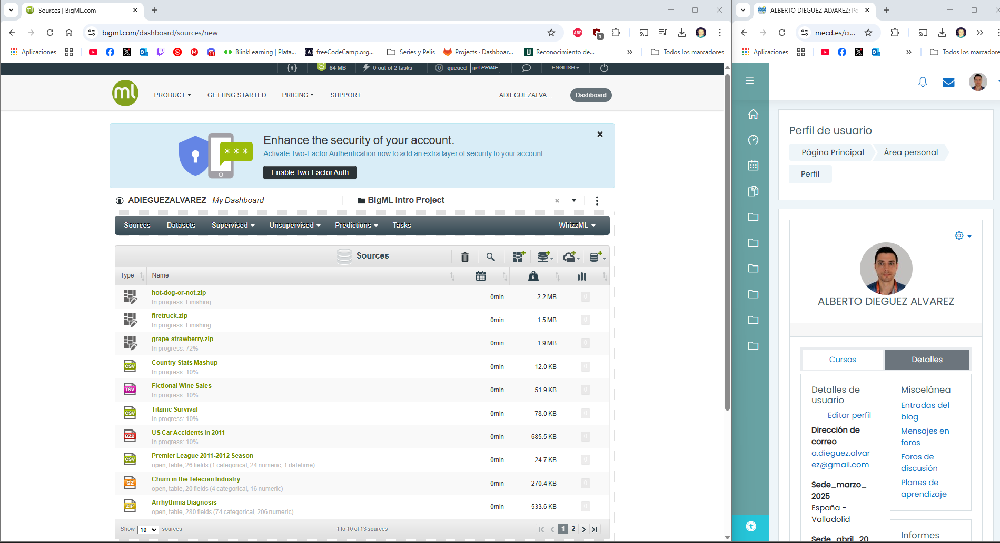 Sources | BigML.com
bigml.com/dashboard/sources/new
ABP
1
Aplicaciones
11
BlinkLearning | Plata...
freeCodeCamp.org...
Series y Pelis
Projects · Dashboar...
Reconocimiento de...
Todos los marcadores
S
64 MB
0 out of 2 tasks
0
queued
get PRIME
ENGLISH
ml
PRODUCT
GETTING STARTED
PRICING
SUPPORT
ADIEGUEZALVA...
Dashboard
Enhance the security of your account.
* * *
Activate Two-Factor Authentication now to add an extra layer of security to your account.
Enable Two-Factor Auth
ADIEGUEZALVAREZ - My Dashboard
BigML Intro Project
Sources
Datasets
Supervised
Unsupervised
Predictions
Tasks
WhizzML
Sources
Type
Name
B
hot-dog-or-not.zip
In progress: Finishing
0min
2.2 MB
0
firetruck.zip
In progress: Finishing
0min
1.5 MB
0
grape-strawberry.zip
In progress: 72%
0min
1.9 MB
0
CSV
Country Stats Mashup
In progress: 10%
0min
12.0 KB
0
TSV
Fictional Wine Sales
In progress: 10%
0min
51.9 KB
0
CSV
Titanic Survival
In progress: 10%
0min
78.0 KB
0
BZ2
US Car Accidents in 2011
In progress: 10%
0min
685.5 KB
0
CSV
Premier League 2011-2012 Season
open, table, 26 fields (1 categorical, 24 numeric, 1 datetime)
0min
24.7 KB
0
GZ
Churn in the Telecom Industry
open, table, 20 fields (4 categorical, 16 numeric)
0min
270.4 KB
0
ZIP
Arrhythmia Diagnosis
open, table, 280 fields (74 categorical, 206 numeric)
0min
533.6 KB
0
Show 10 sources
1 to 10 of 13 sources
1 2
ALBERTO DIEGUEZ ALVAREZ: Pe
mecd.es/ci...
Aplicaciones
Todos los marcadore
Perfil de usuario
Página Principal
Área personal
Perfil
ALBERTO DIEGUEZ ALVAREZ
Cursos
Detalles
Detalles de
usuario
Editar perfil
Dirección de
correo
a.dieguez.alvar
ez@gmail.com
Sede_marzo_
2025
España -
Valladolid
Sede_abril_20
Miscelánea
Entradas del
blog
Mensajes en
foros
Foros de
discusión
Planes de
aprendizaje
Informes